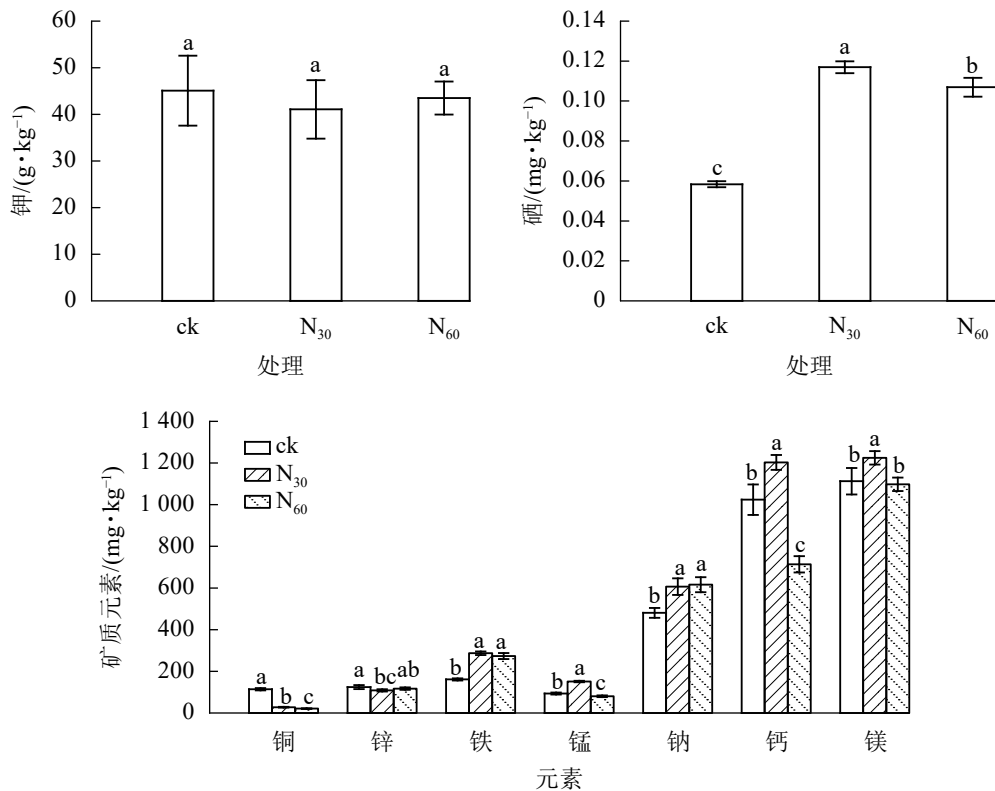 60
50
40
30
20
10
0
钾/(g·kg⁻¹)
a
a
a
ck
N₃₀
N₆₀
处理
0.14
0.12
0.10
0.08
0.06
0.04
0.02
0
硒/(mg·kg⁻¹)
c
a
b
ck
N₃₀
N₆₀
处理
1 400
1 200
1 000
800
600
400
200
0
矿质元素/(mg·kg⁻¹)
ck
N₃₀
N₆₀
a b c
a bc ab
b a a
b a c
b a a
b a c
b a b
铜 锌 铁 锰 钠 钙 镁
元素